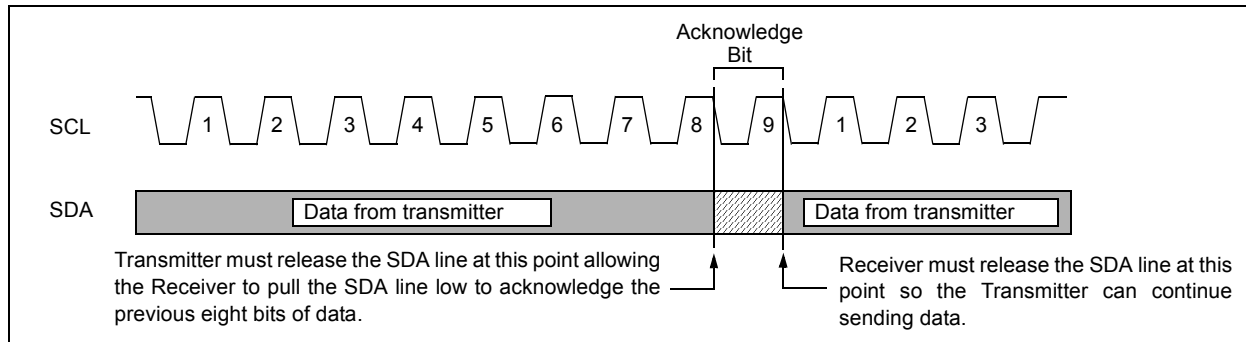 Acknowledge
Bit
SCL 1 2 3 4 5 6 7 8 9 1 2 3
SDA Data from transmitter Data from transmitter
Transmitter must release the SDA line at this point allowing
the Receiver to pull the SDA line low to acknowledge the
previous eight bits of data.
Receiver must release the SDA line at this
point so the Transmitter can continue
sending data.